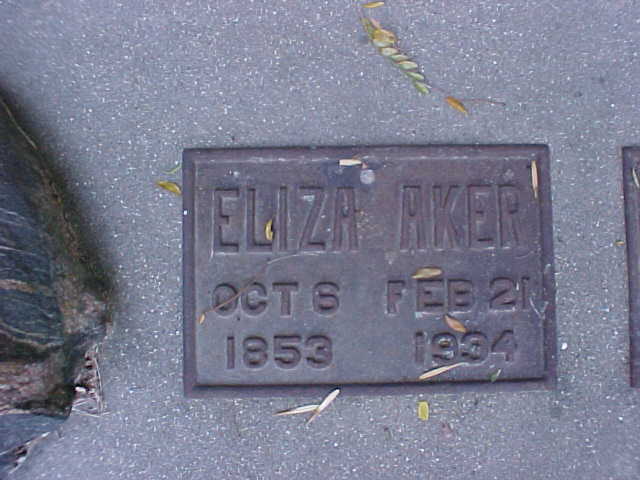 ELIZA AKER
OCT 6 FEB 21
1853 1934